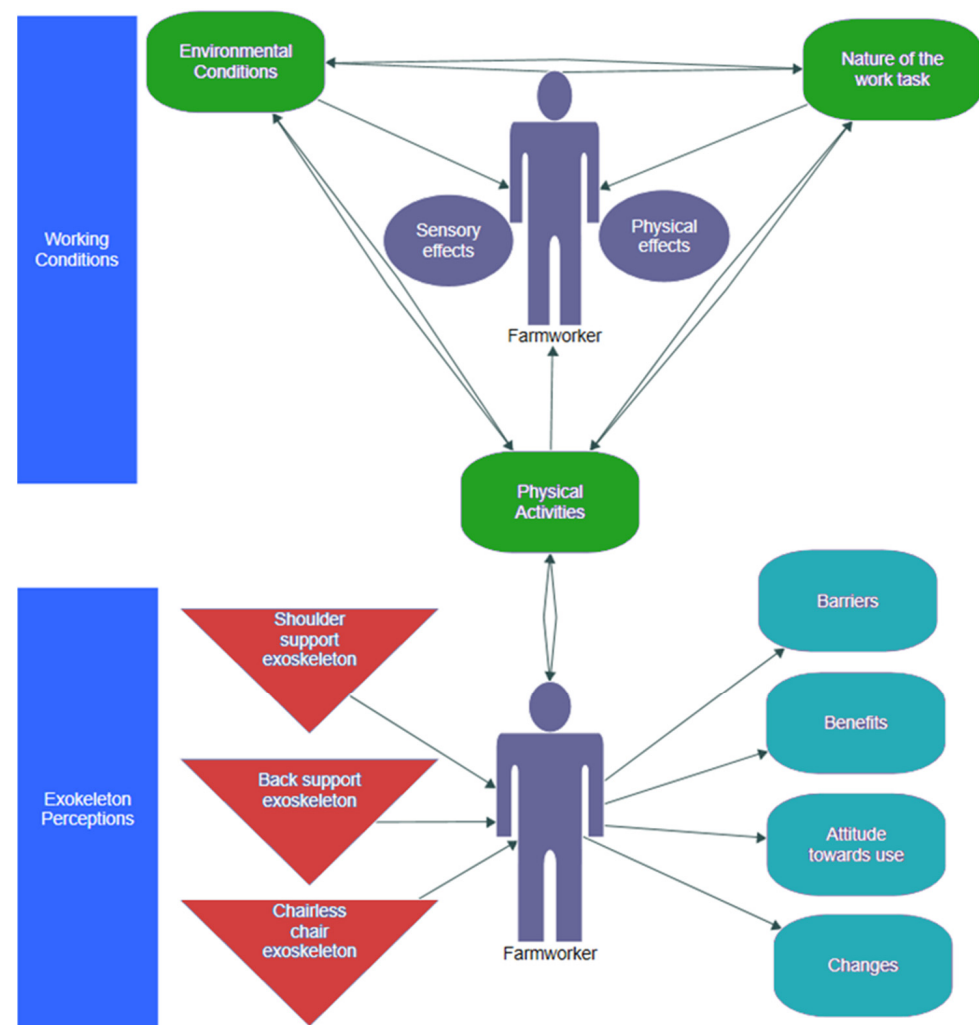 Environmental
Conditions
Nature of the
work task
Working
Conditions
Sensory
effects
Physical
effects
Farmworker
Physical
Activities
Exokeleton
Perceptions
Shoulder
support
exoskeleton
Back support
exoskeleton
Chairless
chair
exoskeleton
Farmworker
Barriers
Benefits
Attitude
towards use
Changes